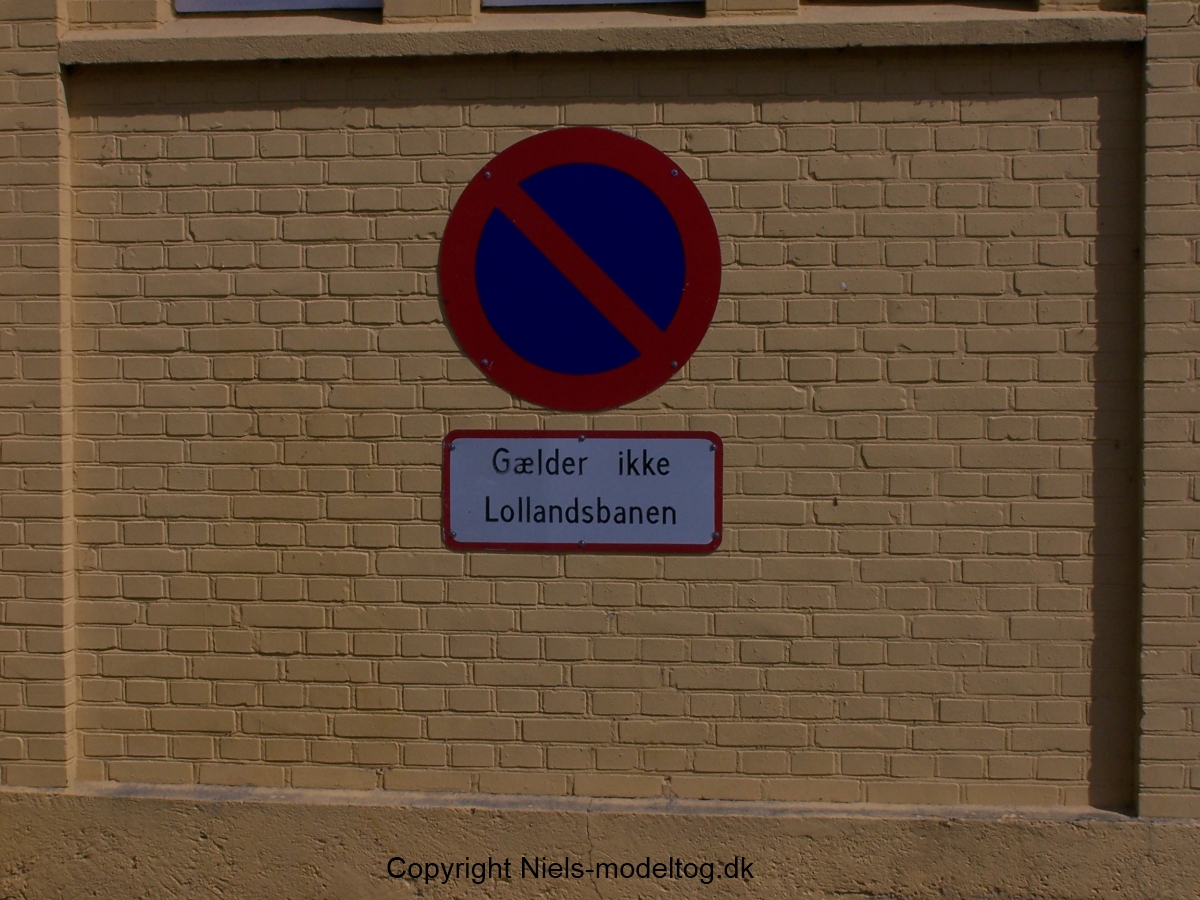 Gælder ikke
Lollandsbanen
Copyright Niels-modeltog.dk